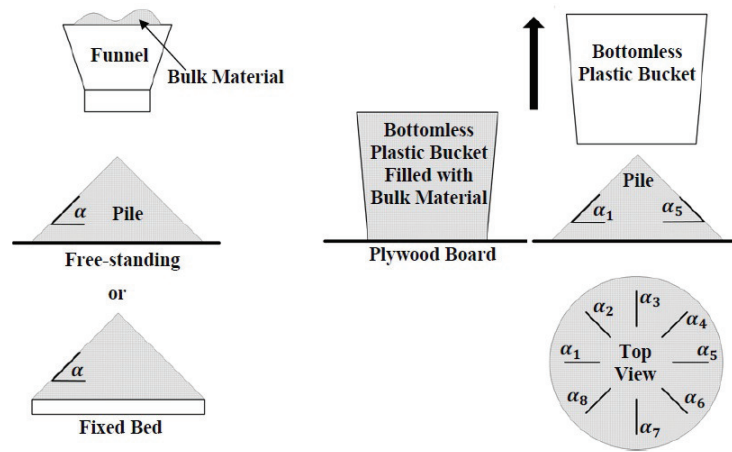 Funnel
Bulk Material
α
Pile
Free-standing
or
α
Fixed Bed
Bottomless
Plastic Bucket
Filled with
Bulk Material
Plywood Board
Bottomless
Plastic Bucket
Pile
α₁ α₅
α₃
α₂ α₄
α₁ Top α₅
View
α₈ α₆
α₇